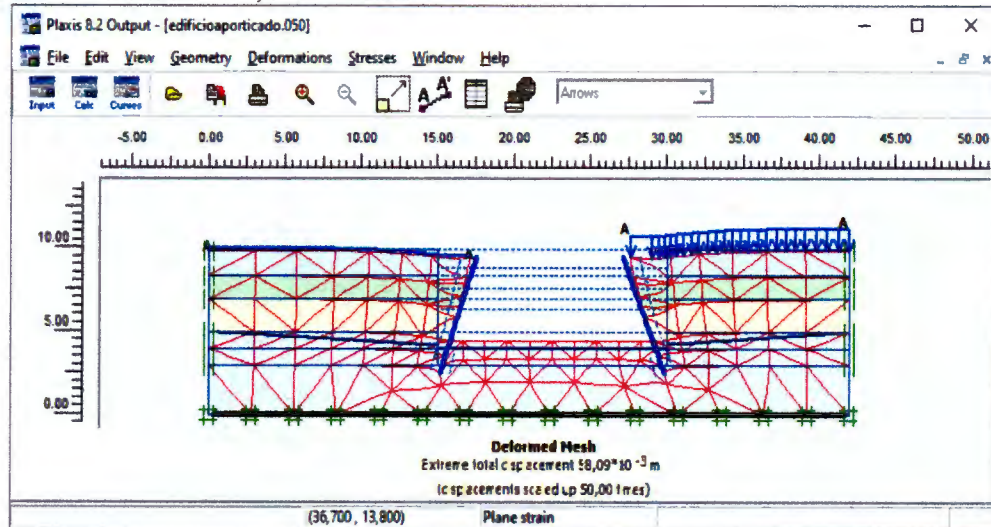 Plaxis 8.2 Output - [edificioaporticado.050]
File Edit View Geometry Deformations Stresses Window Help
Input Calc Curves A A' Arrows
-5.00 0.00 5.00 10.00 15.00 20.00 25.00 30.00 35.00 40.00 45.00 50.00
10.00
5.00
0.00
A A A A
Deformed Mesh
Extreme total displacement 58,09*10 -3 m
(displacements scaled up 50,00 times)
(36,700 , 13,800) Plane strain